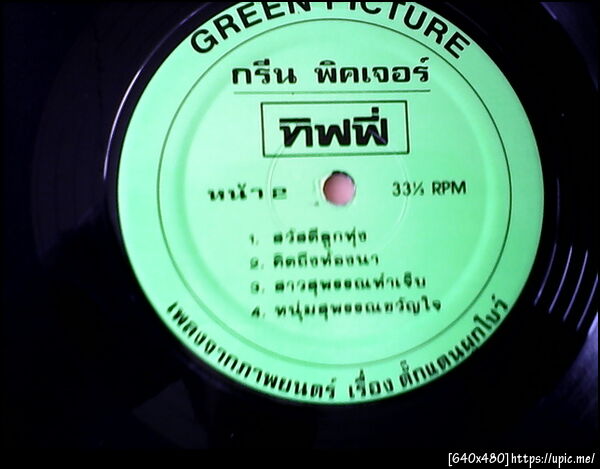 GREEN PICTURE
กรีน พิคเจอร์
ทิฟฟี่
หน้า 2 33⅓ RPM
1. สวัสดีลูกทุ่ง
2. คิดถึงท้องนา
3. สาวสุพรรณทำเจ็บ
4. หนุ่มสุพรรณขวัญใจ
เพลงจากภาพยนตร์ เรื่อง ตั๊กแตนผูกโบว์
[640x480]https://upic.me/